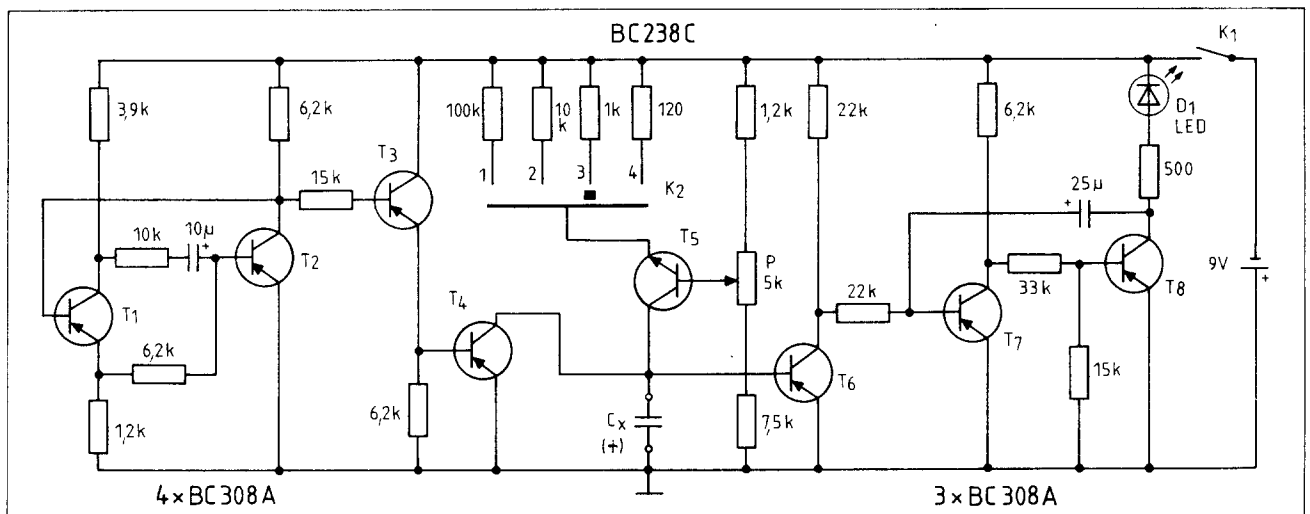 BC238C
K1
3,9k
6,2k
100k
10
k
1k
120
1,2k
22k
6,2k
D1
LED
T3
15k
1
2
3
4
K2
500
25µ
+
10k
10µ
+
T2
T5
P
5k
9V
+
T1
T4
22k
33k
T8
6,2k
T7
T6
15k
1,2k
6,2k
Cx
(+)
7,5k
4×BC308A
3×BC308A